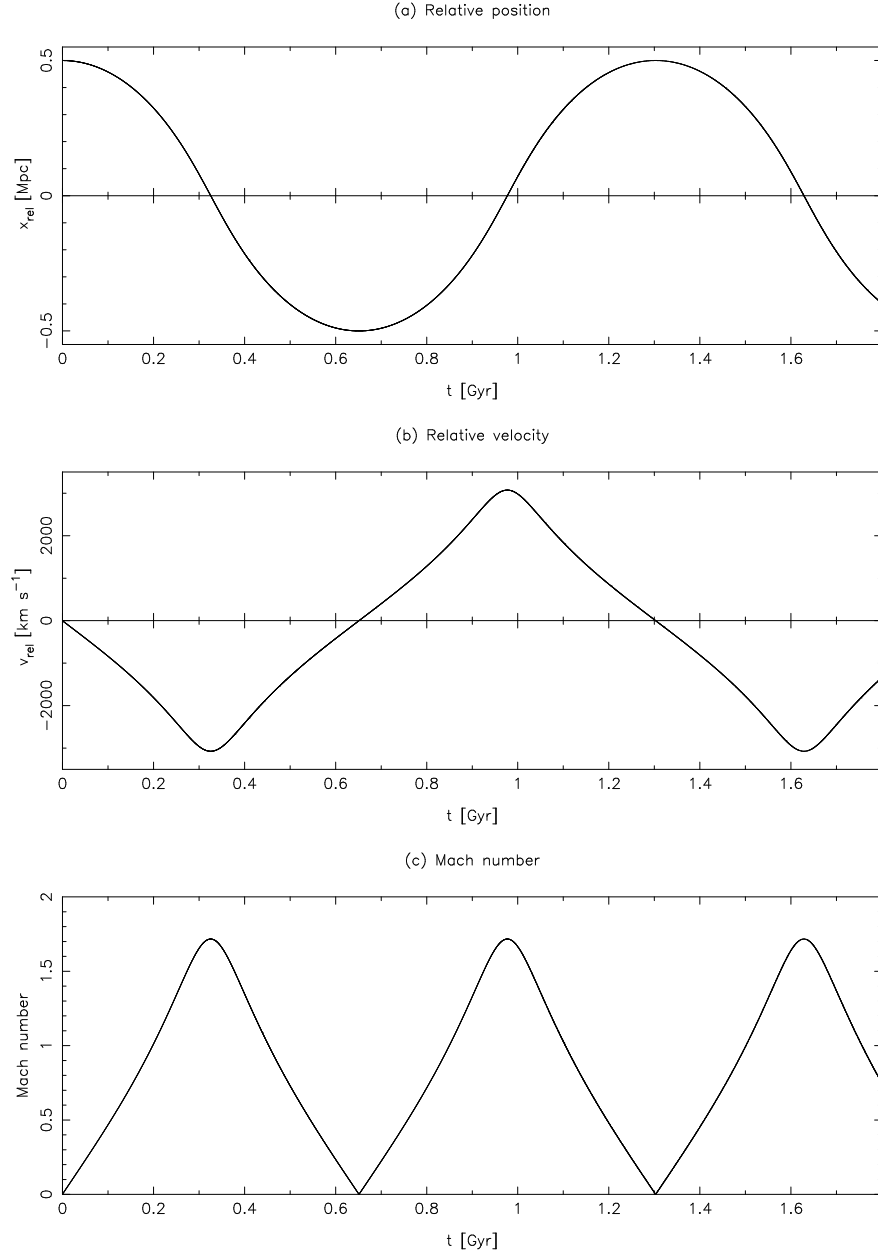 (a) Relative position
x_rel [Mpc]
0.5
0
−0.5
0 0.2 0.4 0.6 0.8 1 1.2 1.4 1.6
t [Gyr]
(b) Relative velocity
v_rel [km s⁻¹]
2000
0
−2000
0 0.2 0.4 0.6 0.8 1 1.2 1.4 1.6
t [Gyr]
(c) Mach number
Mach number
2
1.5
1
0.5
0
0 0.2 0.4 0.6 0.8 1 1.2 1.4 1.6
t [Gyr]